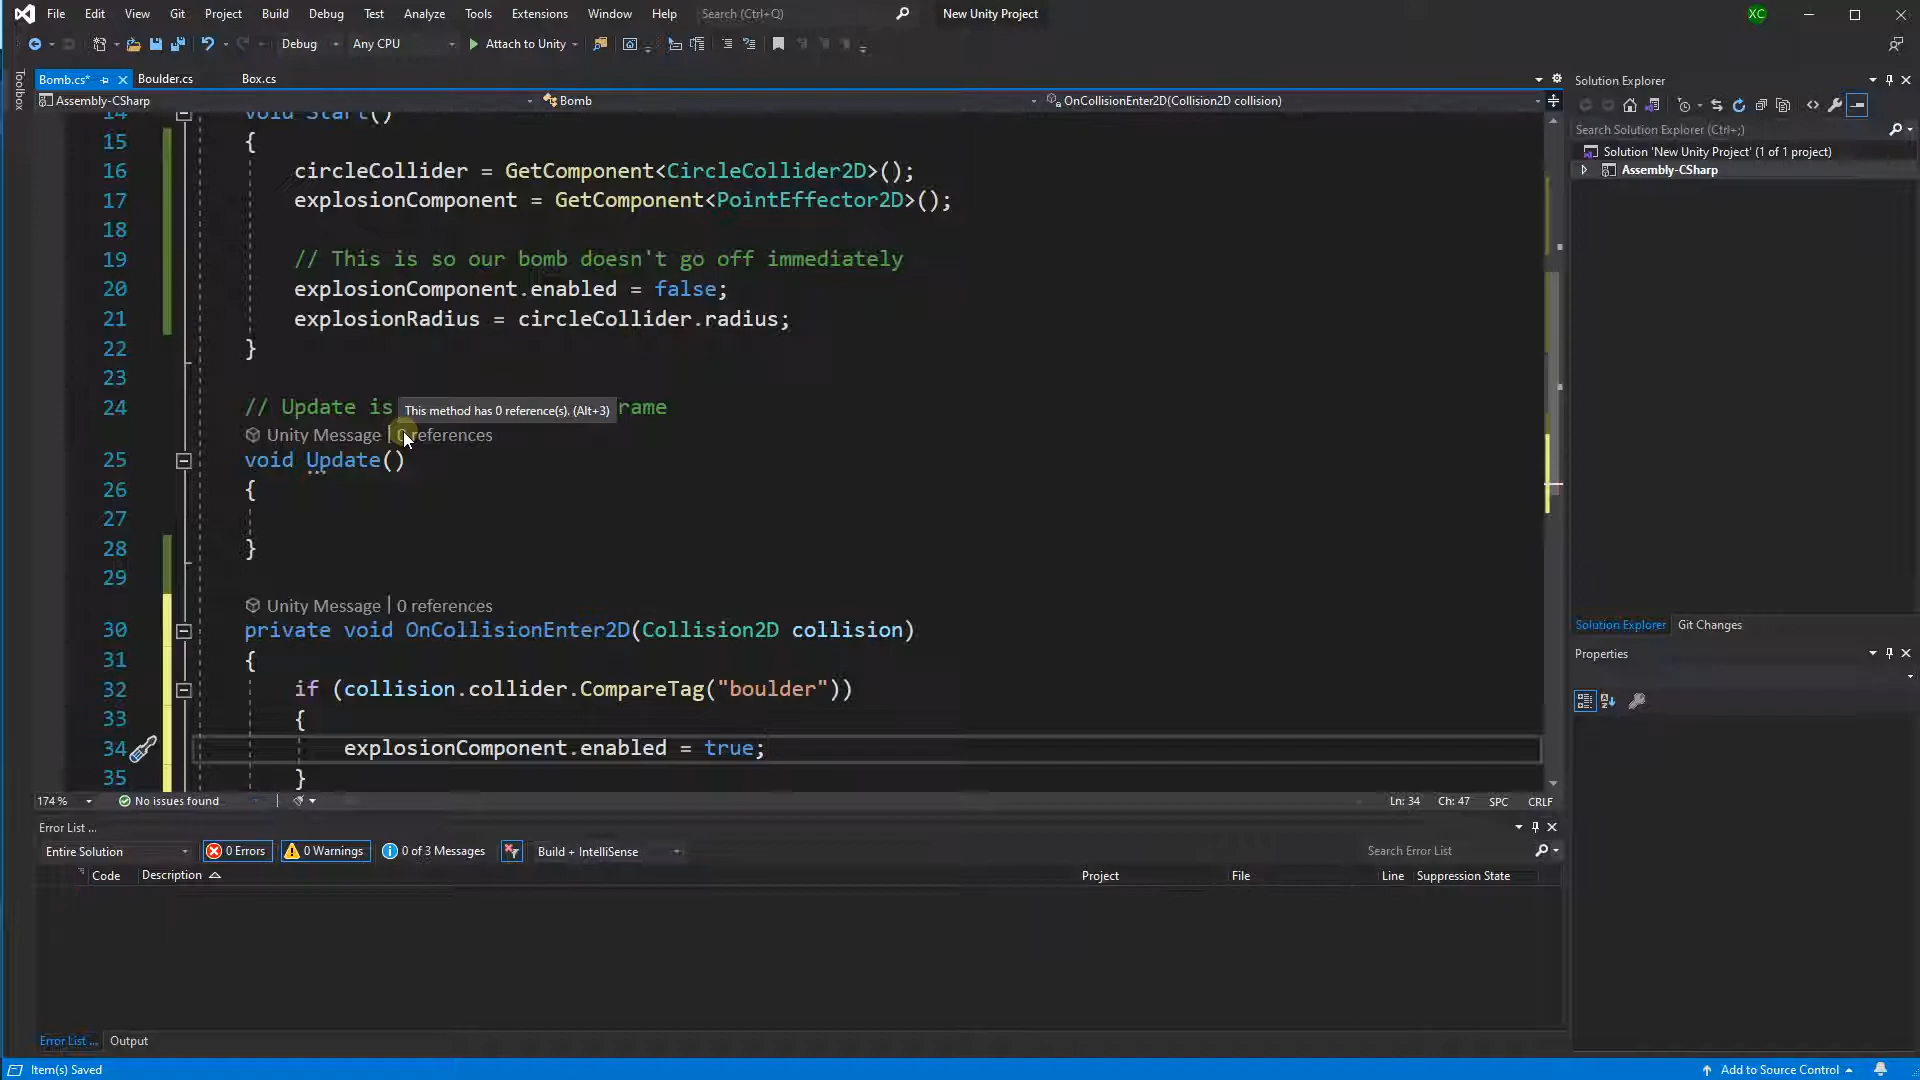 File Edit View Git Project Build Debug Test Analyze Tools Extensions Window Help Search (Ctrl+Q) New Unity Project XC
Debug Any CPU Attach to Unity
Toolbox
Bomb.cs* Boulder.cs Box.cs
Assembly-CSharp Bomb OnCollisionEnter2D(Collision2D collision)
14 void Start()
15 {
16 circleCollider = GetComponent<CircleCollider2D>();
17 explosionComponent = GetComponent<PointEffector2D>();
18
19 // This is so our bomb doesn't go off immediately
20 explosionComponent.enabled = false;
21 explosionRadius = circleCollider.radius;
22 }
23
24 // Update is rame
This method has 0 reference(s). (Alt+3)
Unity Message | 0 references
25 void Update()
26 {
27
28 }
29
Unity Message | 0 references
30 private void OnCollisionEnter2D(Collision2D collision)
31 {
32 if (collision.collider.CompareTag("boulder"))
33 {
34 explosionComponent.enabled = true;
35 }
174 % No issues found Ln: 34 Ch: 47 SPC CRLF
Error List ...
Entire Solution 0 Errors 0 Warnings 0 of 3 Messages Build + IntelliSense Search Error List
Code Description Project File Line Suppression State
Error List ... Output
Item(s) Saved Add to Source Control
Solution Explorer
Search Solution Explorer (Ctrl+;)
Solution 'New Unity Project' (1 of 1 project)
Assembly-CSharp
Solution Explorer Git Changes
Properties